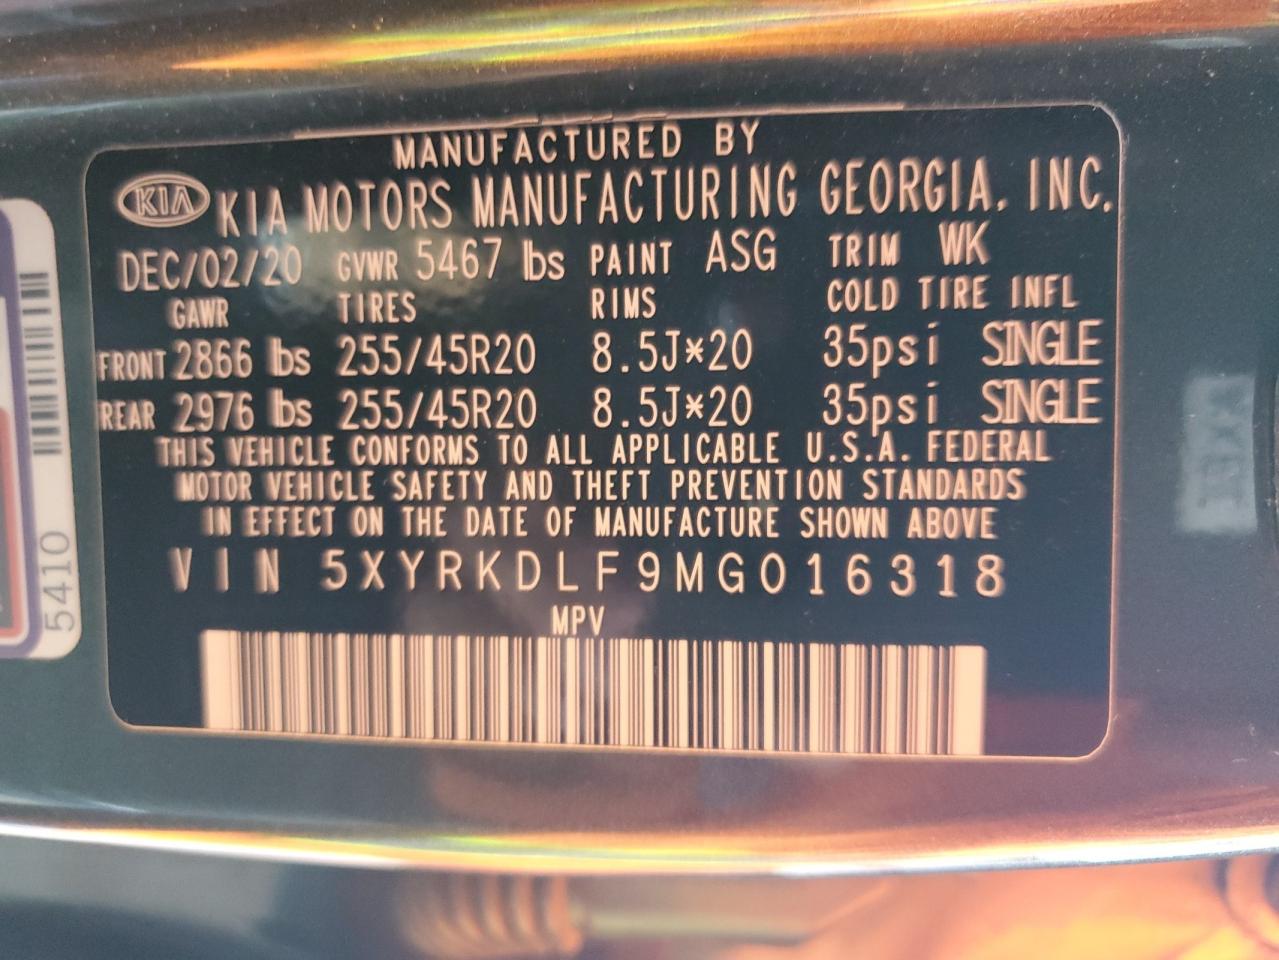 MANUFACTURED BY
KIA KIA MOTORS MANUFACTURING GEORGIA, INC.
DEC/02/20 GVWR 5467 lbs PAINT ASG TRIM WK
GAWR TIRES RIMS COLD TIRE INFL
FRONT 2866 lbs 255/45R20 8.5J*20 35psi SINGLE
REAR 2976 lbs 255/45R20 8.5J*20 35psi SINGLE
THIS VEHICLE CONFORMS TO ALL APPLICABLE U.S.A. FEDERAL
MOTOR VEHICLE SAFETY AND THEFT PREVENTION STANDARDS
IN EFFECT ON THE DATE OF MANUFACTURE SHOWN ABOVE
VIN 5XYRKDLF9MG016318
MPV
5410